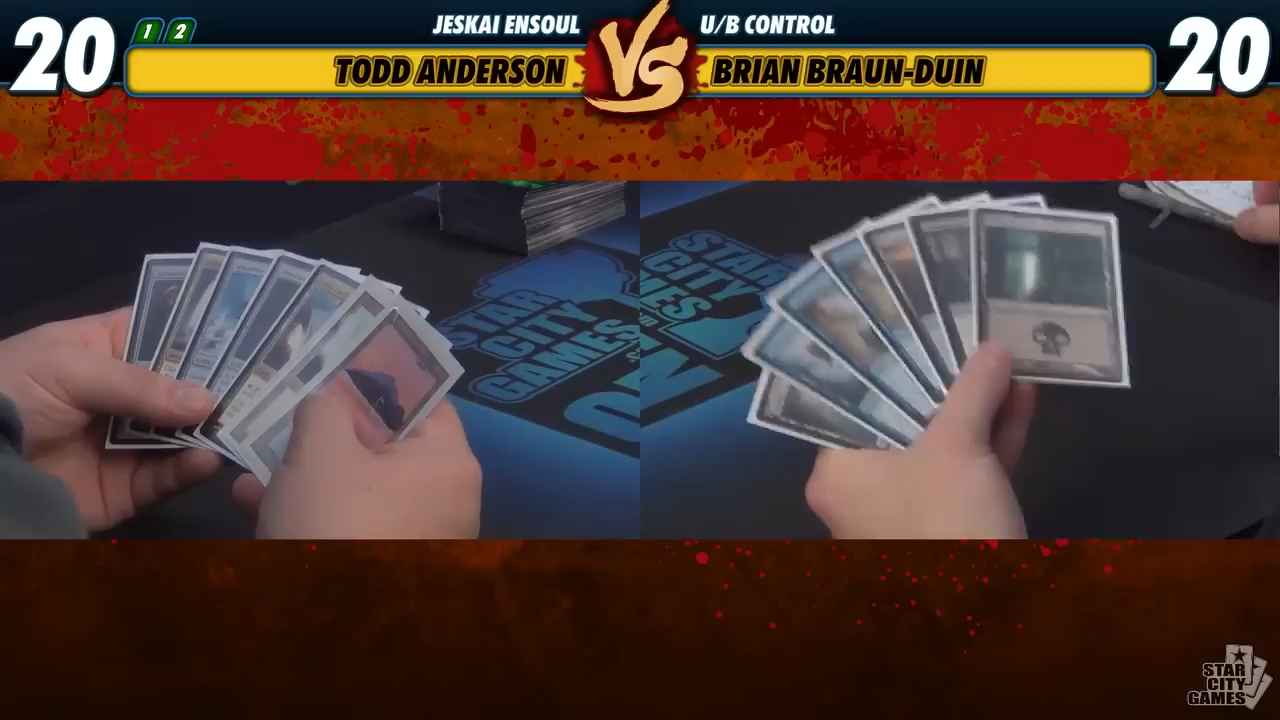 20
1 2
JESKAI ENSOUL
VS
U/B CONTROL
20
TODD ANDERSON
BRIAN BRAUN-DUIN
STAR
CITY
GAMES
STAR
CITY
GAMES
STAR
CITY
GAMES